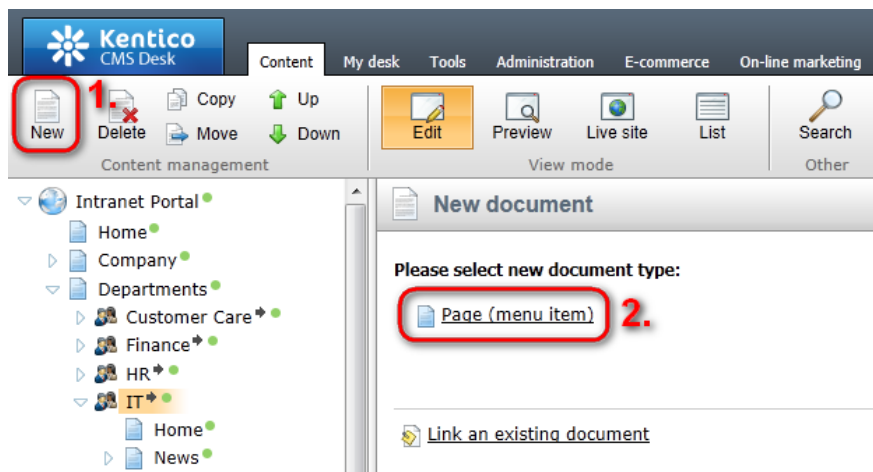 Kentico
CMS Desk
Content My desk Tools Administration E-commerce On-line marketing
1.
New Delete Copy Move Up Down Edit Preview Live site List Search
Content management View mode Other
Intranet Portal
Home
Company
Departments
Customer Care
Finance
HR
IT
Home
News
New document
Please select new document type:
Page (menu item) 2.
Link an existing document